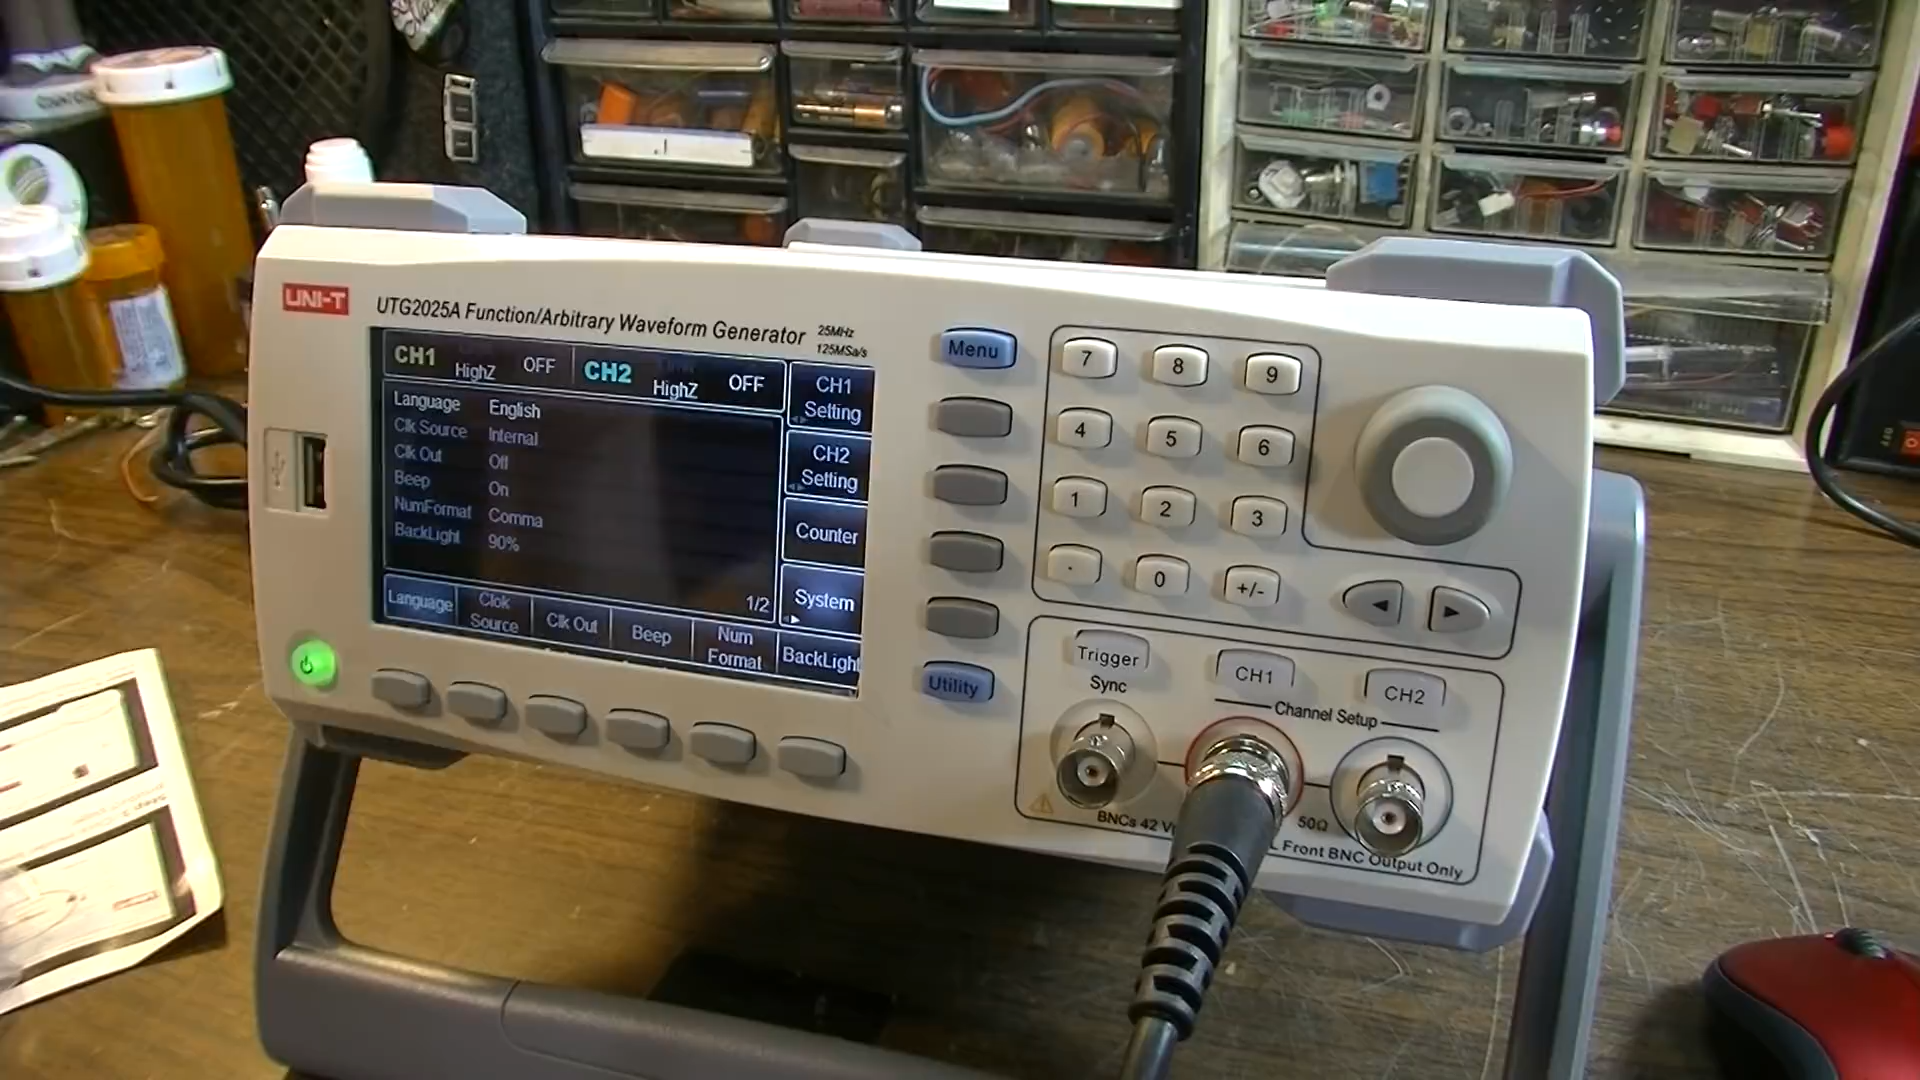 UNI-T
UTG2025A Function/Arbitrary Waveform Generator
25MHz
125MSa/s
CH1 HighZ OFF
CH2 HighZ OFF
Language English
Clk Source Internal
Clk Out Off
Beep On
NumFormat Comma
BackLight 90%
1/2
CH1
Setting
CH2
Setting
Counter
System
Language
Clok
Source
Clk Out
Beep
Num
Format
BackLight
Menu
Utility
7 8 9
4 5 6
1 2 3
. 0 +/-
Trigger
Sync
CH1
CH2
Channel Setup
BNCs 42 V
50Ω
Front BNC Output Only